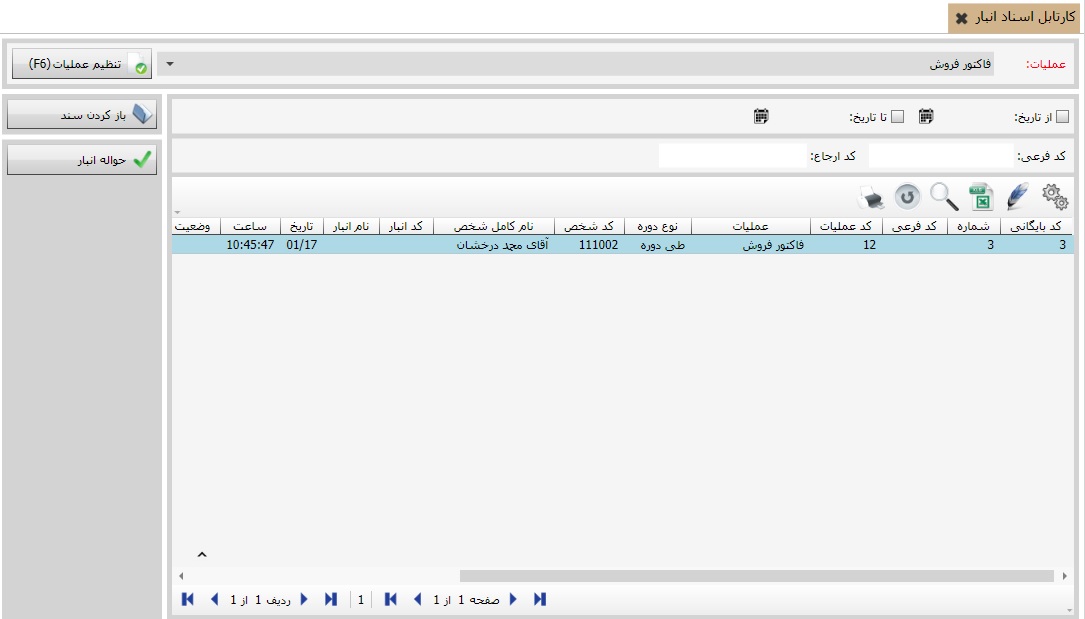 کارتابل اسناد انبار
عملیات: فاکتور فروش تنظیم عملیات (F6)
از تاریخ: تا تاریخ:
باز کردن سند
کد فرعی: کد ارجاع:
حواله انبار
کد بایگانی شماره کد فرعی کد عملیات عملیات نوع دوره کد شخص نام کامل شخص کد انبار نام انبار تاریخ ساعت وضعیت
3 3 12 فاکتور فروش طی دوره 111002 آقای محمد درخشان 01/17 10:45:47
صفحه 1 از 1 1 ردیف 1 از 1